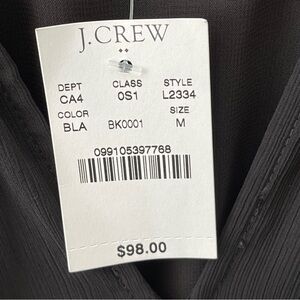 J.CREW
DEPT CLASS STYLE
CA4 0S1 L2334
COLOR SIZE
BLA BK0001 M
099105397768
$98.00